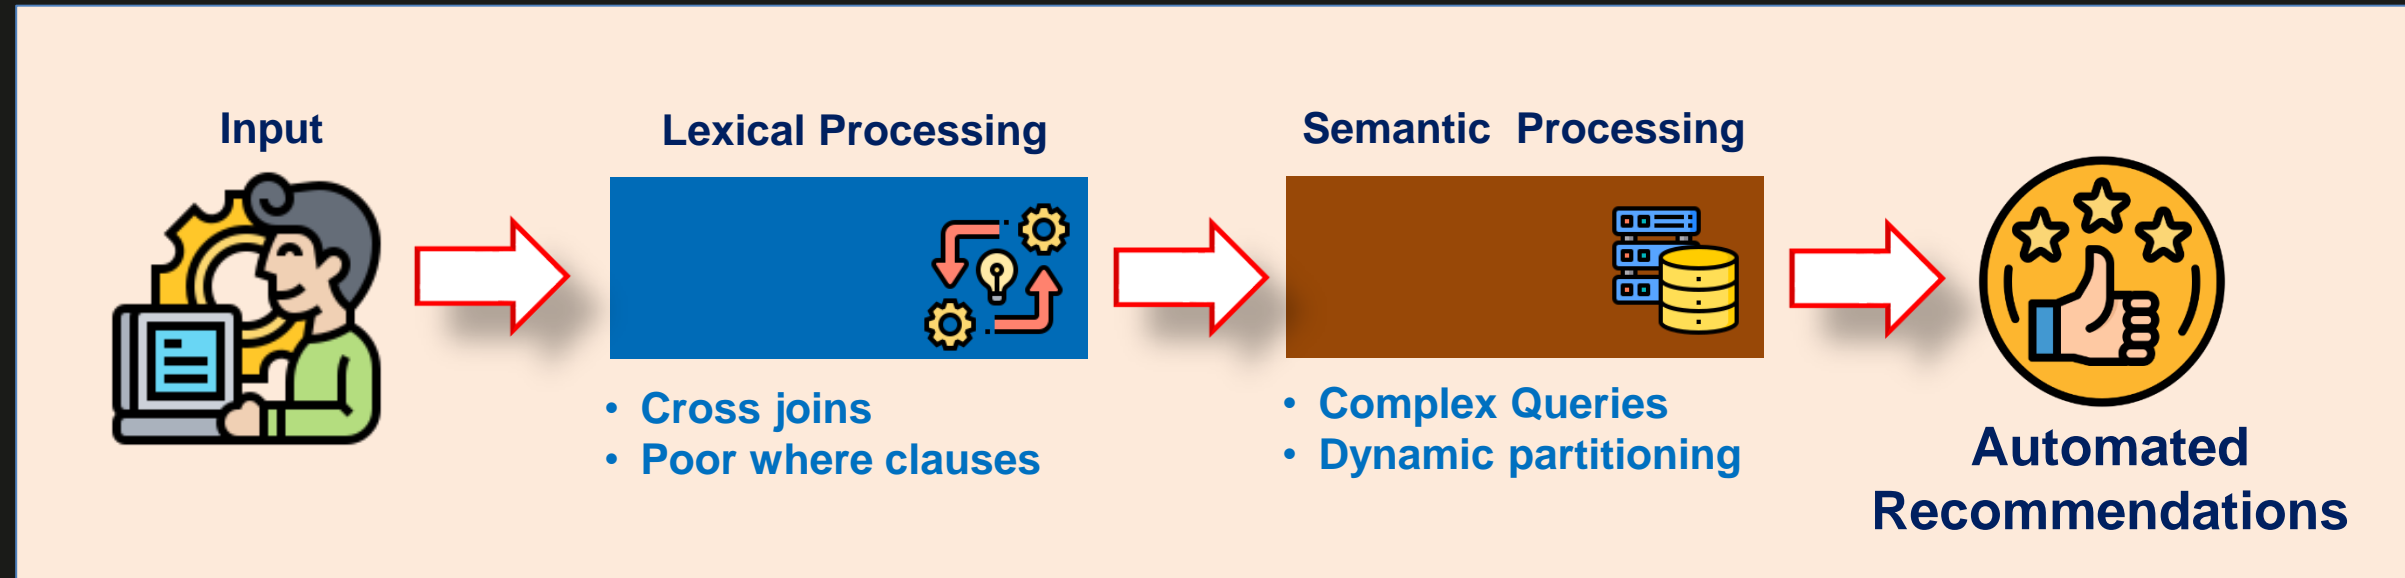 Input
Lexical Processing
• Cross joins
• Poor where clauses
Semantic  Processing
• Complex Queries
• Dynamic partitioning
Automated
Recommendations